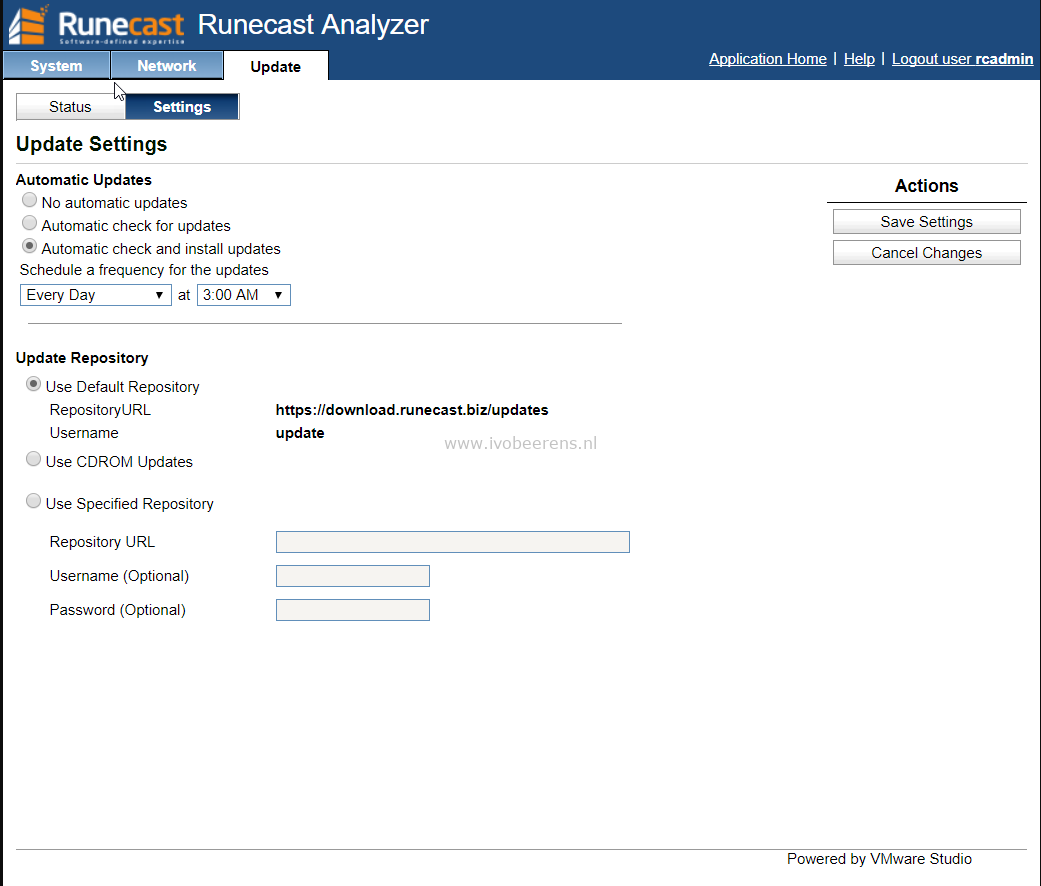 Runecast Runecast Analyzer
Software-defined expertise
System Network Update
Application Home | Help | Logout user rcadmin
Status Settings
Update Settings
Automatic Updates
No automatic updates
Automatic check for updates
Automatic check and install updates
Schedule a frequency for the updates
Every Day at 3:00 AM
Actions
Save Settings
Cancel Changes
Update Repository
Use Default Repository
RepositoryURL https://download.runecast.biz/updates
Username update
www.ivobeerens.nl
Use CDROM Updates
Use Specified Repository
Repository URL
Username (Optional)
Password (Optional)
Powered by VMware Studio